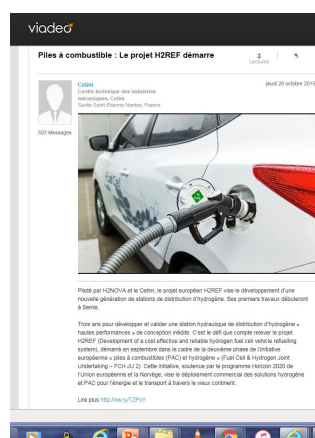 viadeo
Piles à combustible : Le projet H2REF démarre
Lectures
Cetim
jeudi 29 octobre 2015
Centre technique des industries
mécaniques, Cetim
Senlis Saint-Etienne Nantes, France
503 Messages
Piloté par H2NOVA et le Cetim, le projet européen H2REF vise le développement d'une
nouvelle génération de stations de distribution d'hydrogène. Ses premiers travaux débuteront
à Senlis.
Trois ans pour développer et valider une station hydraulique de distribution d'hydrogène «
hautes performances » de conception inédite. C'est le défi que compte relever le projet
H2REF (Development of a cost effective and reliable hydrogen fuel cell vehicle refuelling
system), démarré en septembre dans le cadre de la deuxième phase de l'initiative
européenne « piles à combustibles (PAC) et hydrogène » (Fuel Cell & Hydrogen Joint
Undertaking – FCH JU 2). Cette initiative, soutenue par le programme Horizon 2020 de
l'Union européenne et la Norvège, vise le déploiement commercial des solutions hydrogène
et PAC pour l'énergie et le transport à travers le vieux continent.
Lire plus http://ow.ly/TZPxY